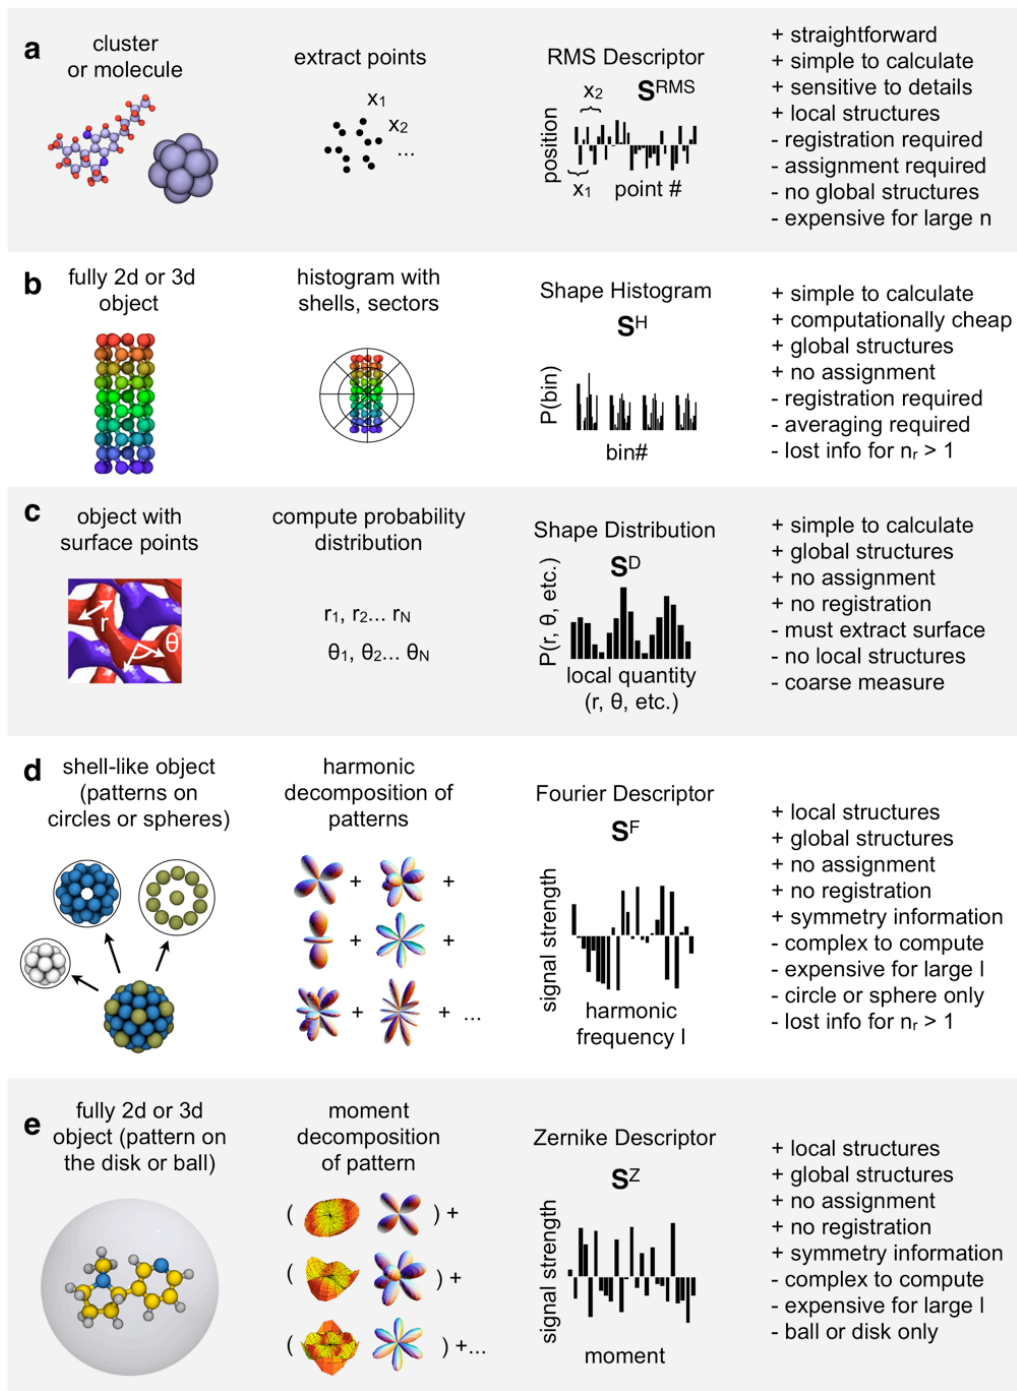 a
cluster
or molecule
extract points
x₁
x₂
...
RMS Descriptor
x₂
S^RMS
position
x₁
point #
+ straightforward
+ simple to calculate
+ sensitive to details
+ local structures
- registration required
- assignment required
- no global structures
- expensive for large n
b
fully 2d or 3d
object
histogram with
shells, sectors
Shape Histogram
S^H
P(bin)
bin#
+ simple to calculate
+ computationally cheap
+ global structures
+ no assignment
- registration required
- averaging required
- lost info for nᵣ > 1
c
object with
surface points
r
θ
compute probability
distribution
r₁, r₂... r_N
θ₁, θ₂... θ_N
Shape Distribution
S^D
P(r, θ, etc.)
local quantity
(r, θ, etc.)
+ simple to calculate
+ global structures
+ no assignment
+ no registration
- must extract surface
- no local structures
- coarse measure
d
shell-like object
(patterns on
circles or spheres)
harmonic
decomposition of
patterns
+ +
+ +
+ + ...
Fourier Descriptor
S^F
signal strength
harmonic
frequency l
+ local structures
+ global structures
+ no assignment
+ no registration
+ symmetry information
- complex to compute
- expensive for large l
- circle or sphere only
- lost info for nᵣ > 1
e
fully 2d or 3d
object (pattern on
the disk or ball)
moment
decomposition
of pattern
( ) +
( ) +
( ) +...
Zernike Descriptor
S^Z
signal strength
moment
+ local structures
+ global structures
+ no assignment
+ no registration
+ symmetry information
- complex to compute
- expensive for large l
- ball or disk only